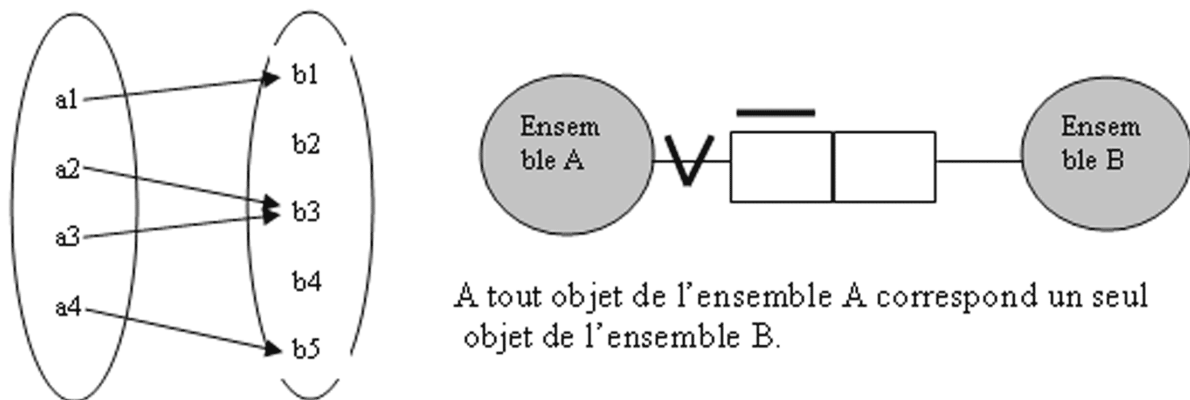 a1
a2
a3
a4
b1
b2
b3
b4
b5
Ensem
ble A
Ensem
ble B
A tout objet de l'ensemble A correspond un seul
objet de l'ensemble B.